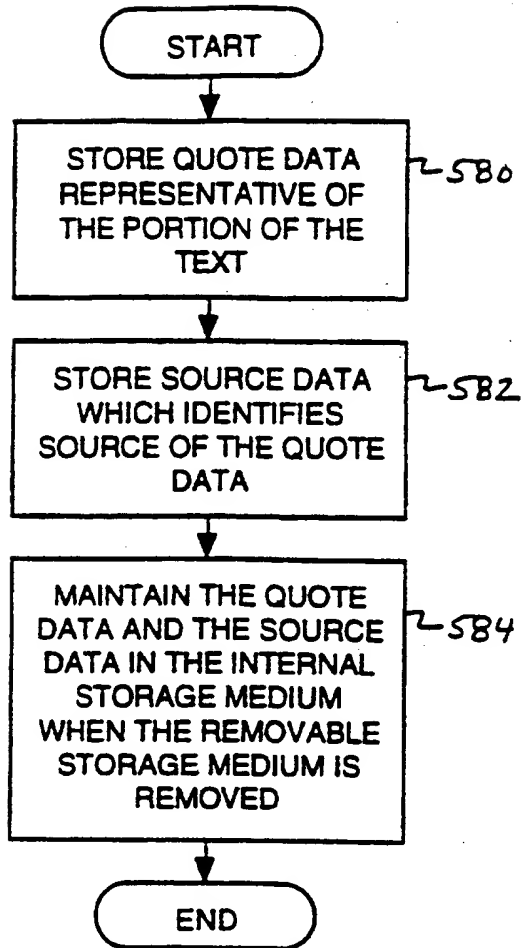 START
STORE QUOTE DATA
REPRESENTATIVE OF
THE PORTION OF THE
TEXT
580
STORE SOURCE DATA
WHICH IDENTIFIES
SOURCE OF THE QUOTE
DATA
582
MAINTAIN THE QUOTE
DATA AND THE SOURCE
DATA IN THE INTERNAL
STORAGE MEDIUM
WHEN THE REMOVABLE
STORAGE MEDIUM IS
REMOVED
584
END